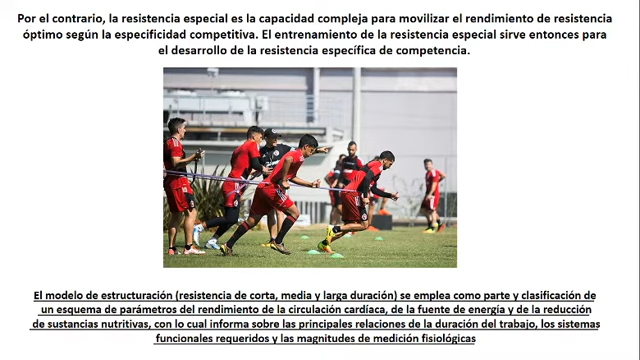 Por el contrario, la resistencia especial es la capacidad compleja para movilizar el rendimiento de resistencia
óptimo según la especificidad competitiva. El entrenamiento de la resistencia especial sirve entonces para
el desarrollo de la resistencia específica de competencia.
El modelo de estructuración (resistencia de corta, media y larga duración) se emplea como parte y clasificación de
un esquema de parámetros del rendimiento de la circulación cardíaca, de la fuente de energía y de la reducción
de sustancias nutritivas, con lo cual informa sobre las principales relaciones de la duración del trabajo, los sistemas
funcionales requeridos y las magnitudes de medición fisiológicas